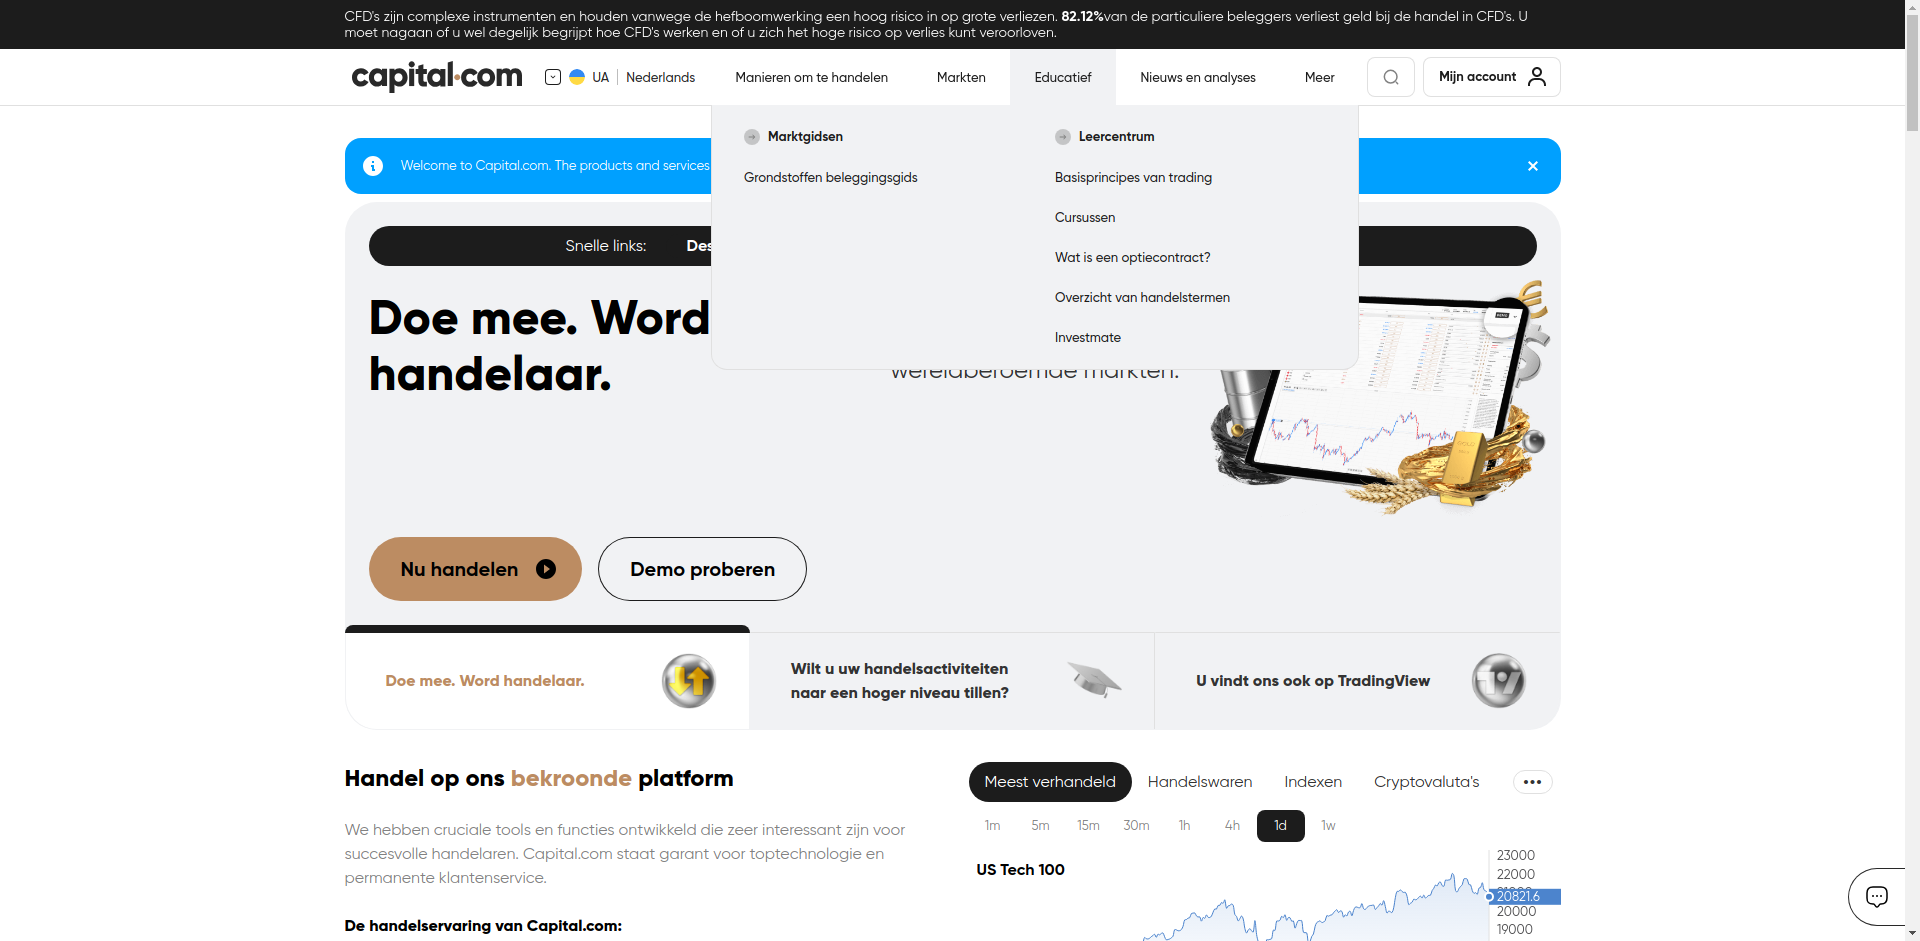 CFD's zijn complexe instrumenten en houden vanwege de hefboomwerking een hoog risico in op grote verliezen. 82.12%van de particuliere beleggers verliest geld bij de handel in CFD's. U
moet nagaan of u wel degelijk begrijpt hoe CFD's werken en of u zich het hoge risico op verlies kunt veroorloven.
capital.com
UA
Nederlands
Manieren om te handelen
Markten
Educatief
Nieuws en analyses
Meer
Mijn account
Marktgidsen
Grondstoffen beleggingsgids
Leercentrum
Basisprincipes van trading
Cursussen
Wat is een optiecontract?
Overzicht van handelstermen
Investmate
Welcome to Capital.com. The products and services
Snelle links:
Des
Doe mee. Word
handelaar.
wereldberoemde markten.
Nu handelen
Demo proberen
Doe mee. Word handelaar.
Wilt u uw handelsactiviteiten
naar een hoger niveau tillen?
U vindt ons ook op TradingView
Handel op ons bekroonde platform
We hebben cruciale tools en functies ontwikkeld die zeer interessant zijn voor
succesvolle handelaren. Capital.com staat garant voor toptechnologie en
permanente klantenservice.
De handelservaring van Capital.com:
Meest verhandeld
Handelswaren
Indexen
Cryptovaluta's
1m
5m
15m
30m
1h
4h
1d
1w
US Tech 100
23000
22000
20821.6
20000
19000